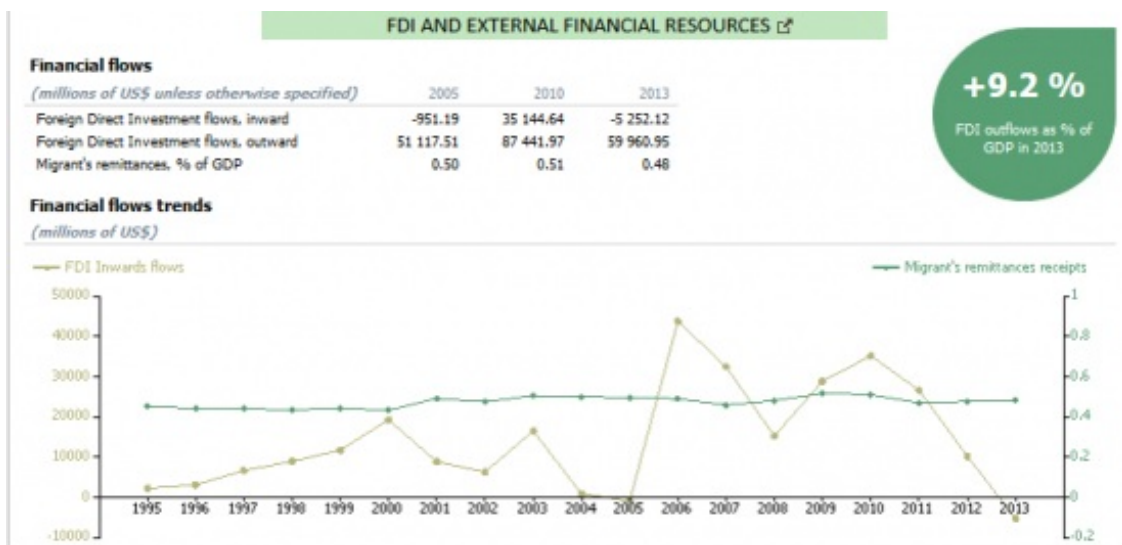 FDI AND EXTERNAL FINANCIAL RESOURCES
+9.2 %
FDI outflows as % of
GDP in 2013
Financial flows
(millions of US$ unless otherwise specified) 2005 2010 2013
Foreign Direct Investment flows, inward -951.19 35 144.64 -5 252.12
Foreign Direct Investment flows, outward 51 117.51 87 441.97 59 960.95
Migrant's remittances, % of GDP 0.50 0.51 0.48
Financial flows trends
(millions of US$)
FDI Inwards flows Migrant's remittances receipts
50000 1
40000 0.8
30000 0.6
20000 0.4
10000 0.2
0 0
1995 1996 1997 1998 1999 2000 2001 2002 2003 2004 2005 2006 2007 2008 2009 2010 2011 2012 2013
-10000 -0.2